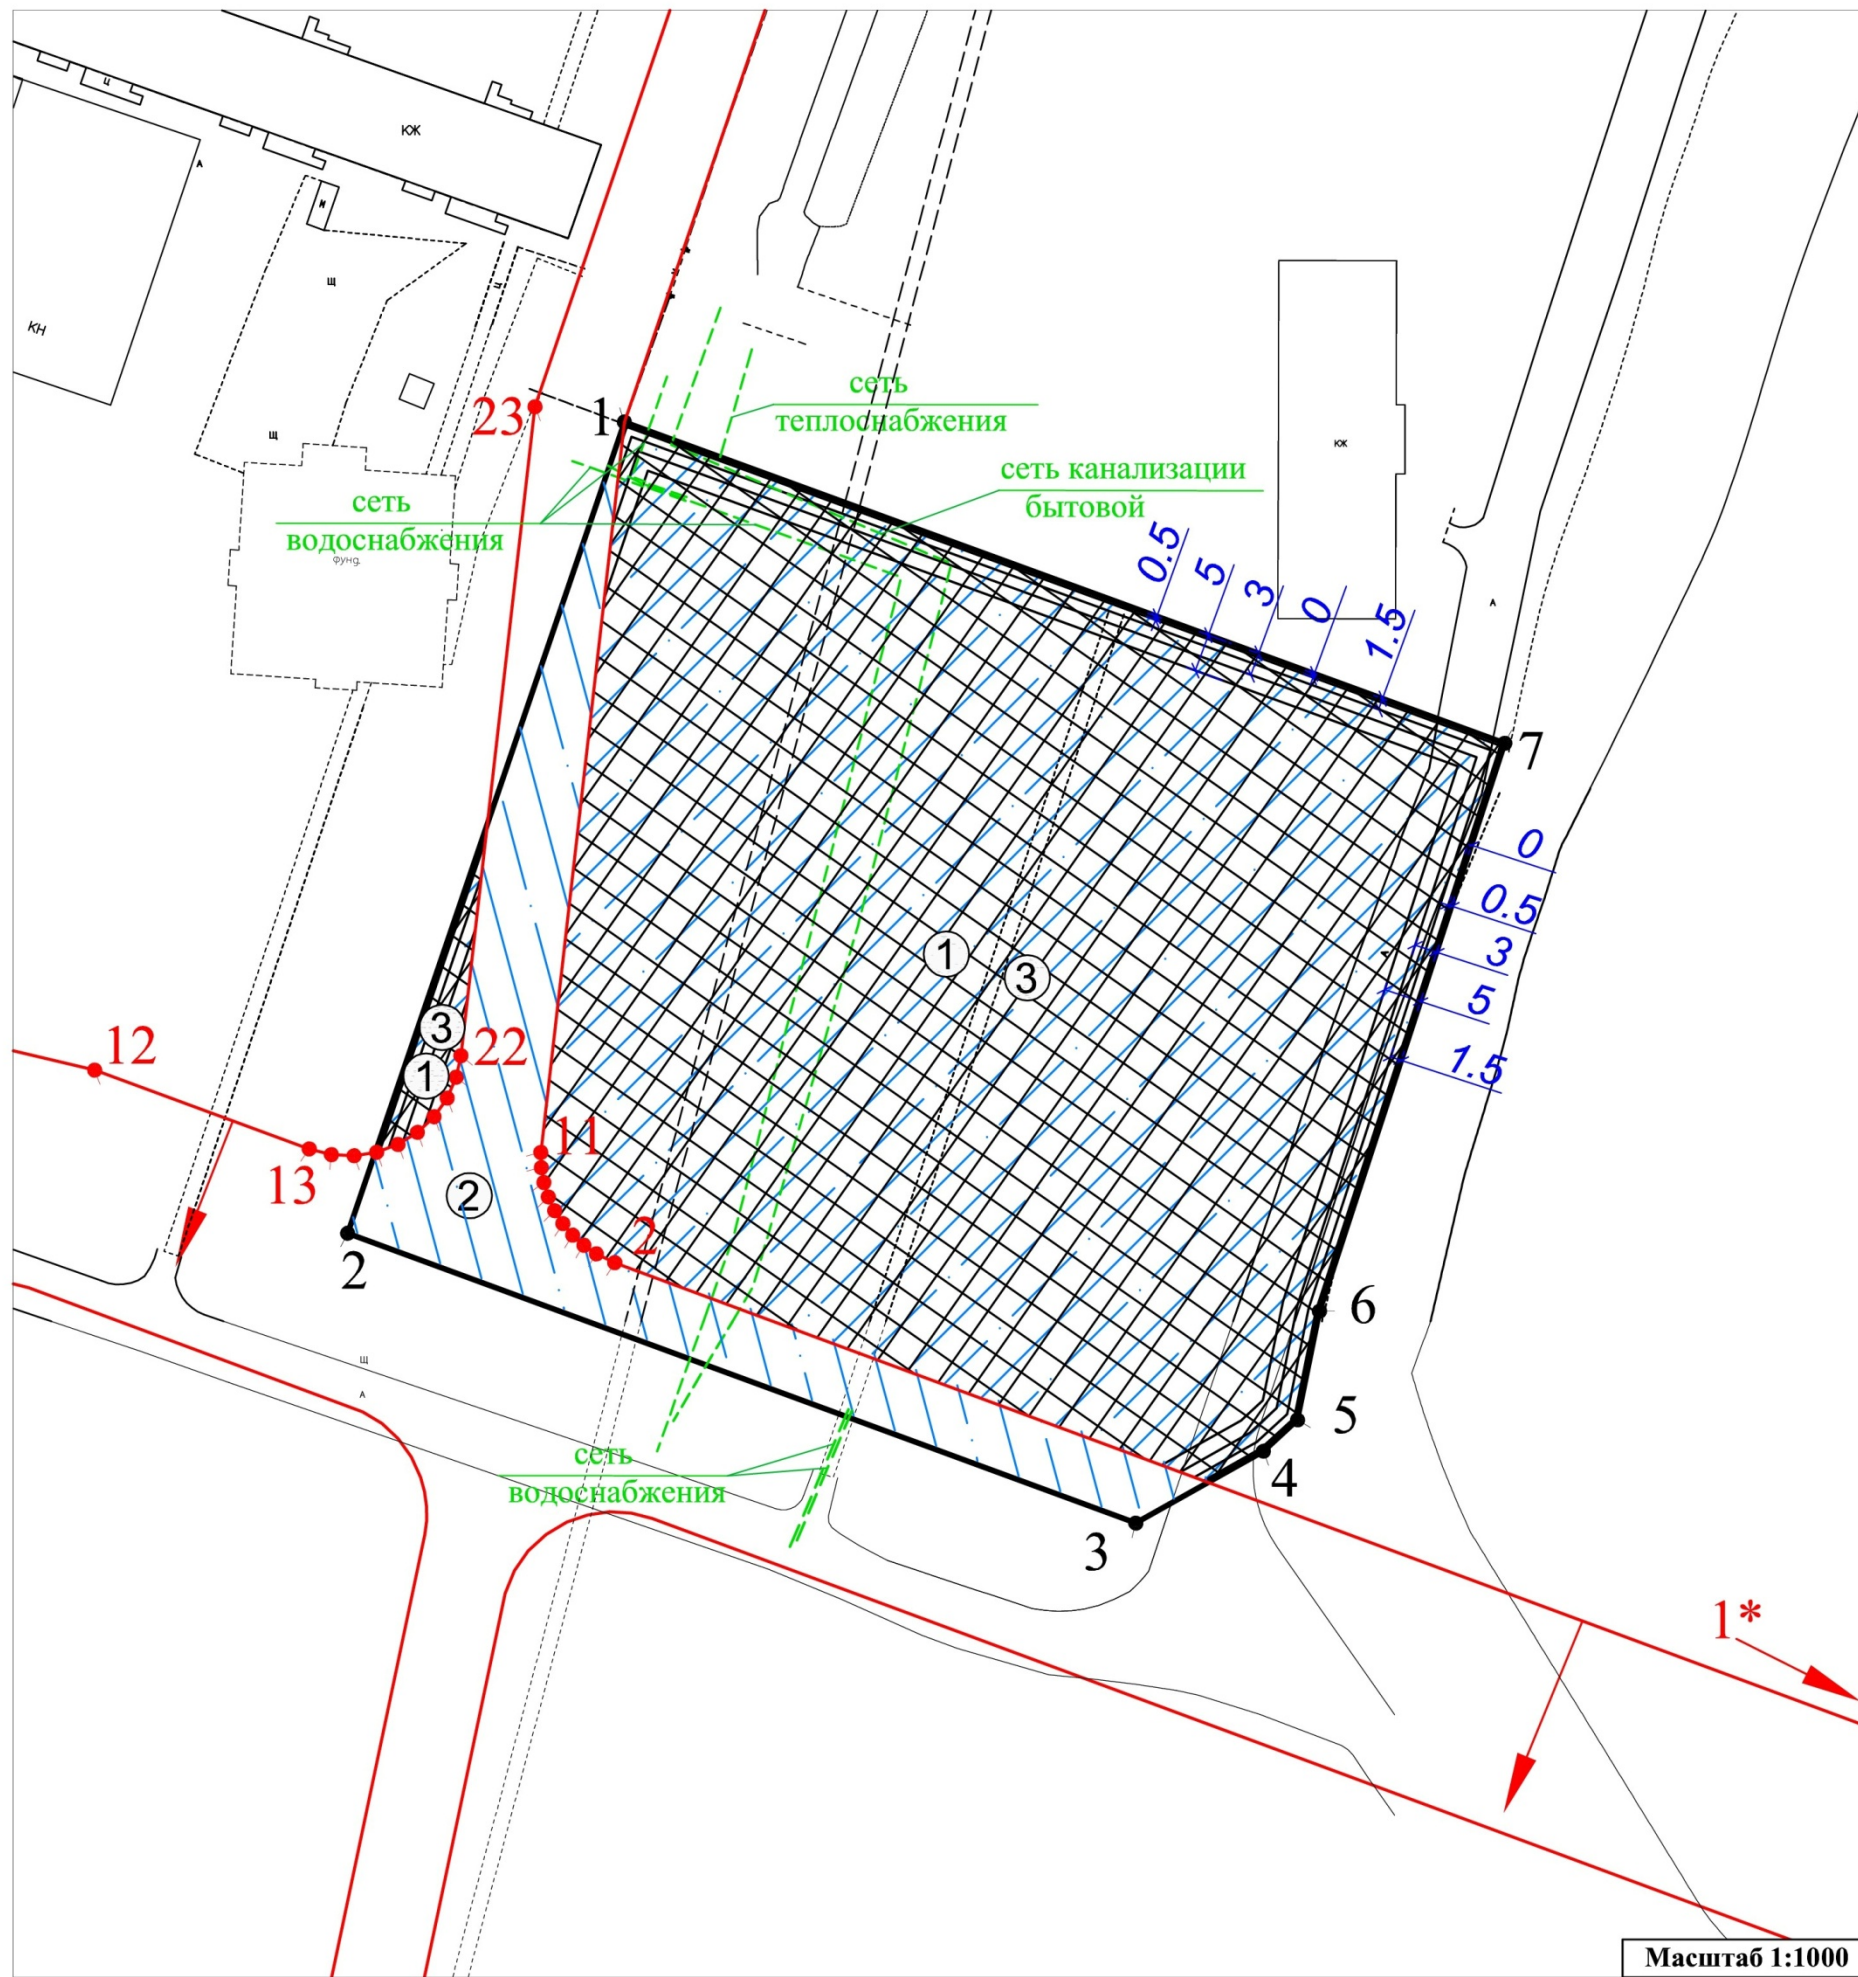 Ц
КЖ
А
И
КН
Щ
Ц
Щ
23
1
сеть
теплоснабжения
сеть канализации
бытовой
КЖ
сеть
водоснабжения
фунд.
0.5
5
3
0
1.5
А
7
0
0.5
3
5
1.5
1
3
3
1
22
12
13
11
2
2
2
6
5
4
3
Щ
А
сеть
водоснабжения
1*
Масштаб 1:1000